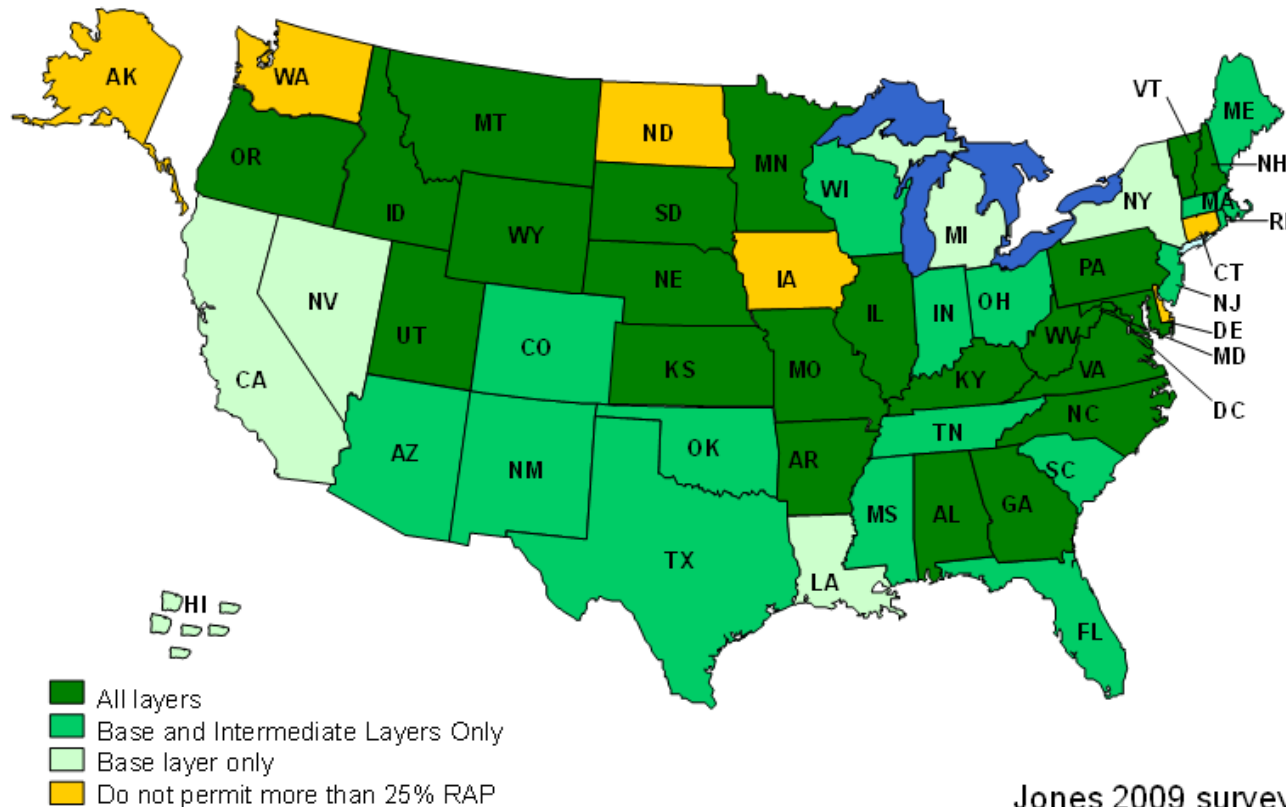 AK
WA
MT
ND
MN
VT
ME
OR
ID
WY
SD
WI
MI
NY
NH
MA
RI
CT
NJ
DE
MD
DC
NV
UT
CO
NE
IA
IL
IN
OH
PA
CA
KS
MO
KY
WV
VA
AZ
NM
OK
AR
TN
NC
SC
TX
LA
MS
AL
GA
FL
HI
All layers
Base and Intermediate Layers Only
Base layer only
Do not permit more than 25% RAP
Jones 2009 survey